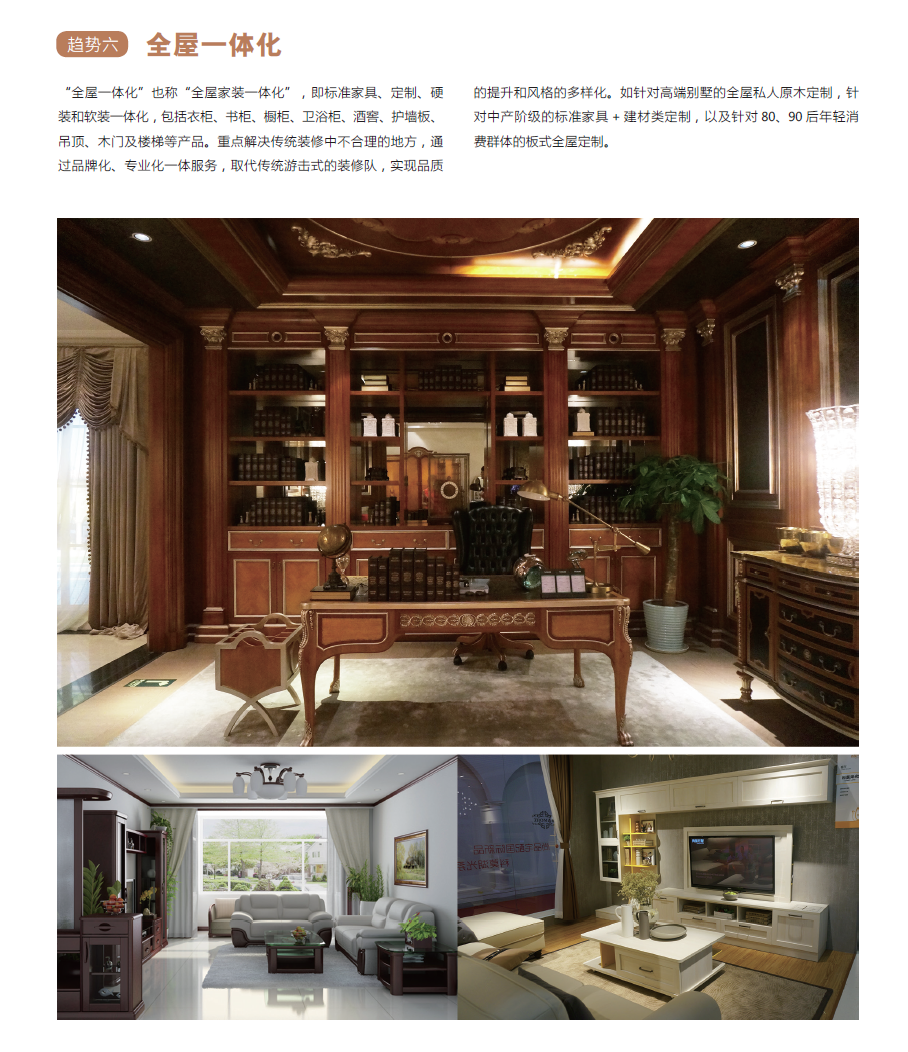 趋势六 全屋一体化
“全屋一体化”也称“全屋家装一体化”，即标准家具、定制、硬
装和软装一体化，包括衣柜、书柜、橱柜、卫浴柜、酒窖、护墙板、
吊顶、木门及楼梯等产品。重点解决传统装修中不合理的地方，通
过品牌化、专业化一体服务，取代传统游击式的装修队，实现品质
的提升和风格的多样化。如针对高端别墅的全屋私人原木定制，针
对中产阶级的标准家具 + 建材类定制，以及针对 80、90 后年轻消
费群体的板式全屋定制。